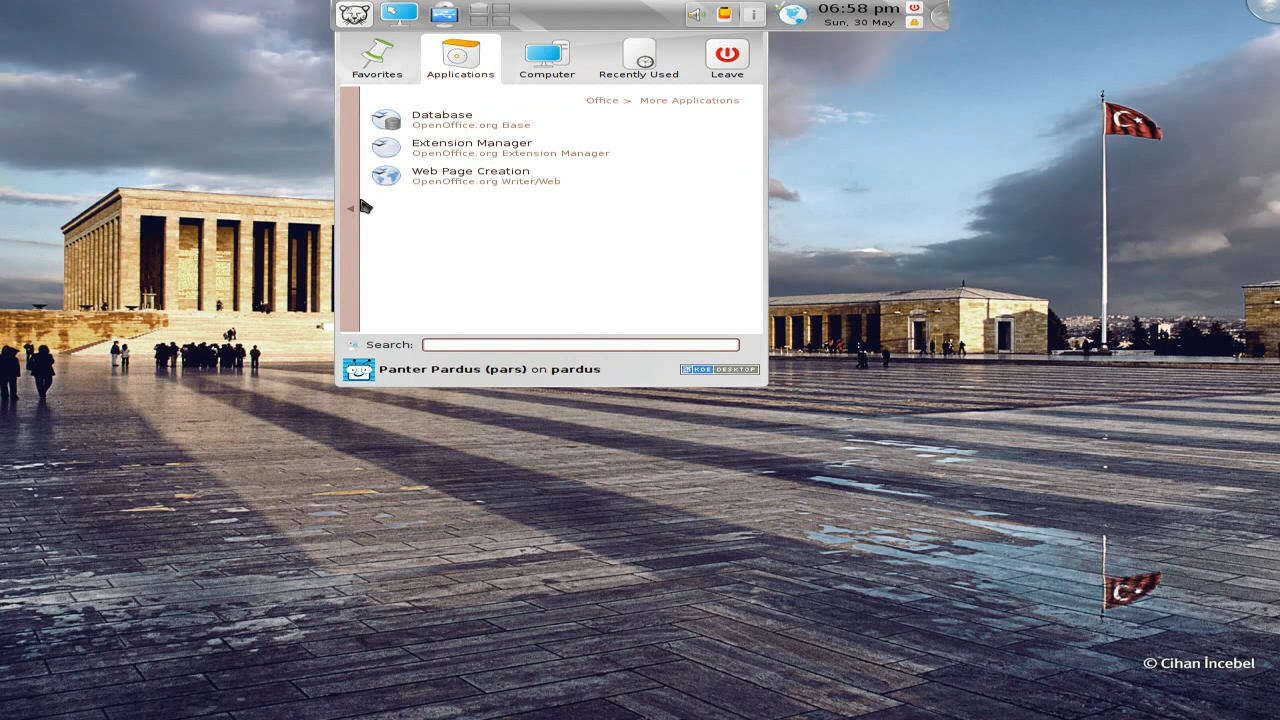 06:58 pm
Sun, 30 May
Favorites
Applications
Computer
Recently Used
Leave
Office > More Applications
Database
OpenOffice.org Base
Extension Manager
OpenOffice.org Extension Manager
Web Page Creation
OpenOffice.org Writer/Web
Search:
Panter Pardus (pars) on pardus
KDE DESKTOP
© Cihan İncebel